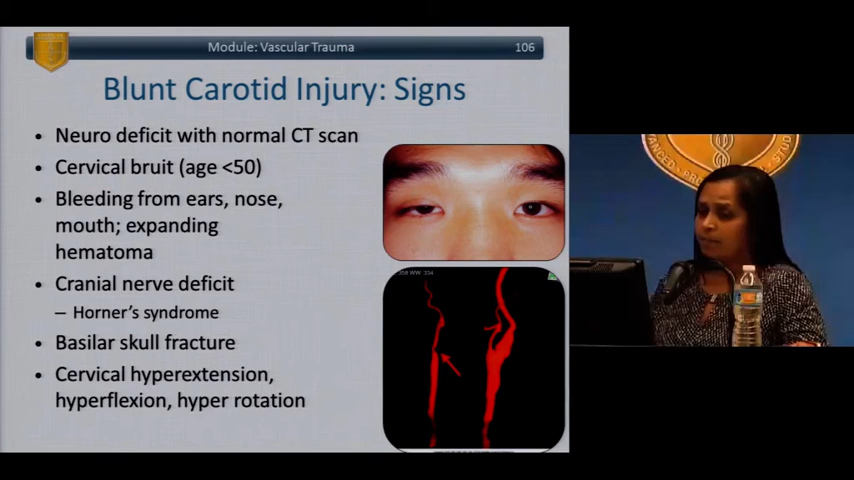 Module: Vascular Trauma 106
Blunt Carotid Injury: Signs
• Neuro deficit with normal CT scan
• Cervical bruit (age <50)
• Bleeding from ears, nose,
mouth; expanding
hematoma
• Cranial nerve deficit
– Horner's syndrome
• Basilar skull fracture
• Cervical hyperextension,
hyperflexion, hyper rotation